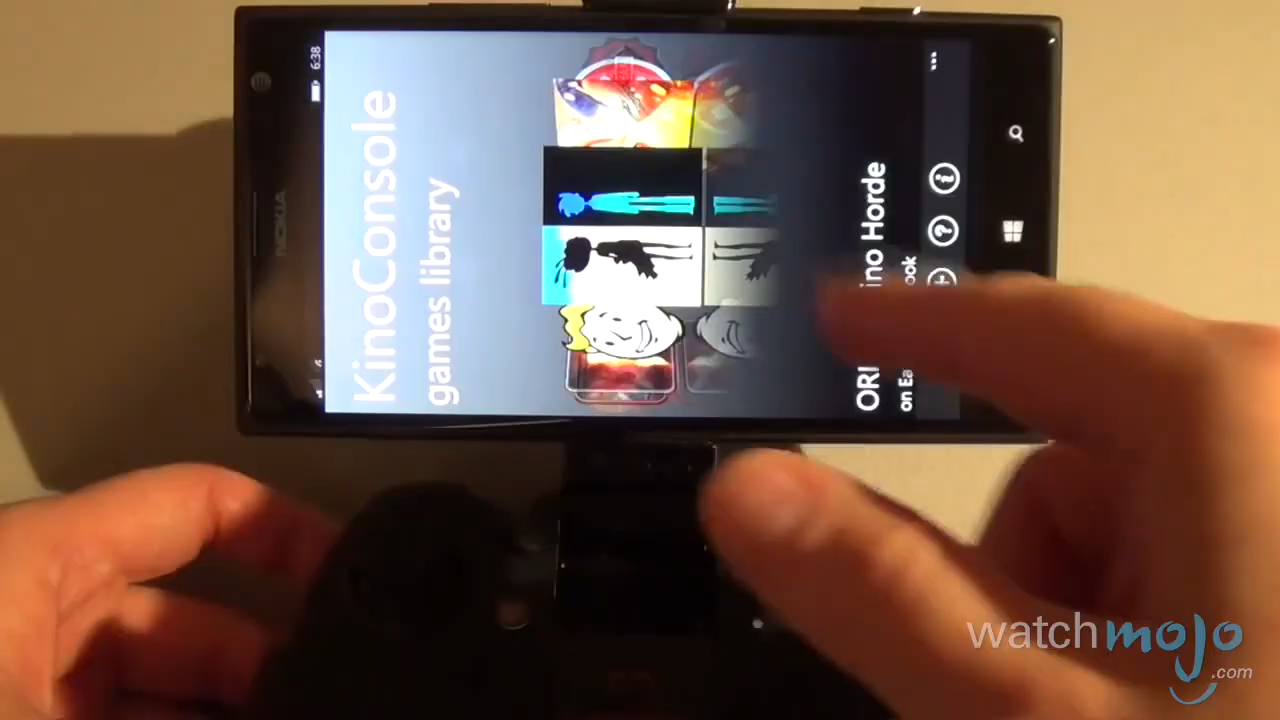 6:38
NOKIA
KinoConsole
games library
ORI ino Horde
on Ea ook
watchmojo
.com